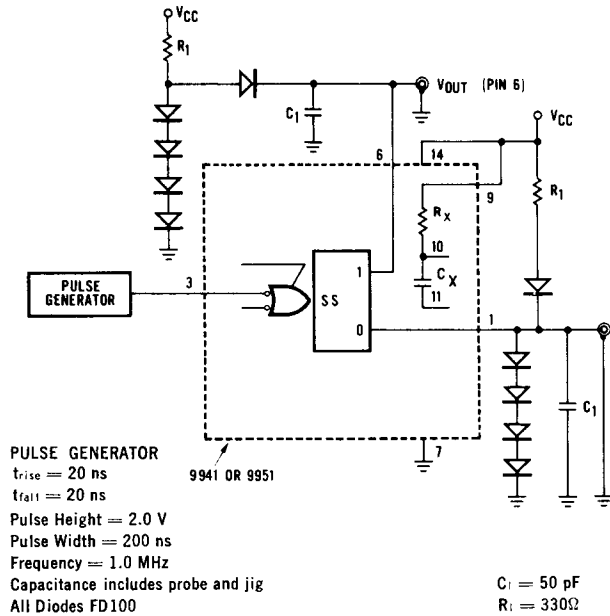 VCC
R1
C1
VOUT (PIN 6)
VCC
6
14
9
R1
RX
10
CX
11
PULSE
GENERATOR
3
1
SS
0
1
C1
7
9941 OR 9951
PULSE GENERATOR
trise = 20 ns
tfall = 20 ns
Pulse Height = 2.0 V
Pulse Width = 200 ns
Frequency = 1.0 MHz
Capacitance includes probe and jig
All Diodes FD100
C1 = 50 pF
R1 = 330Ω